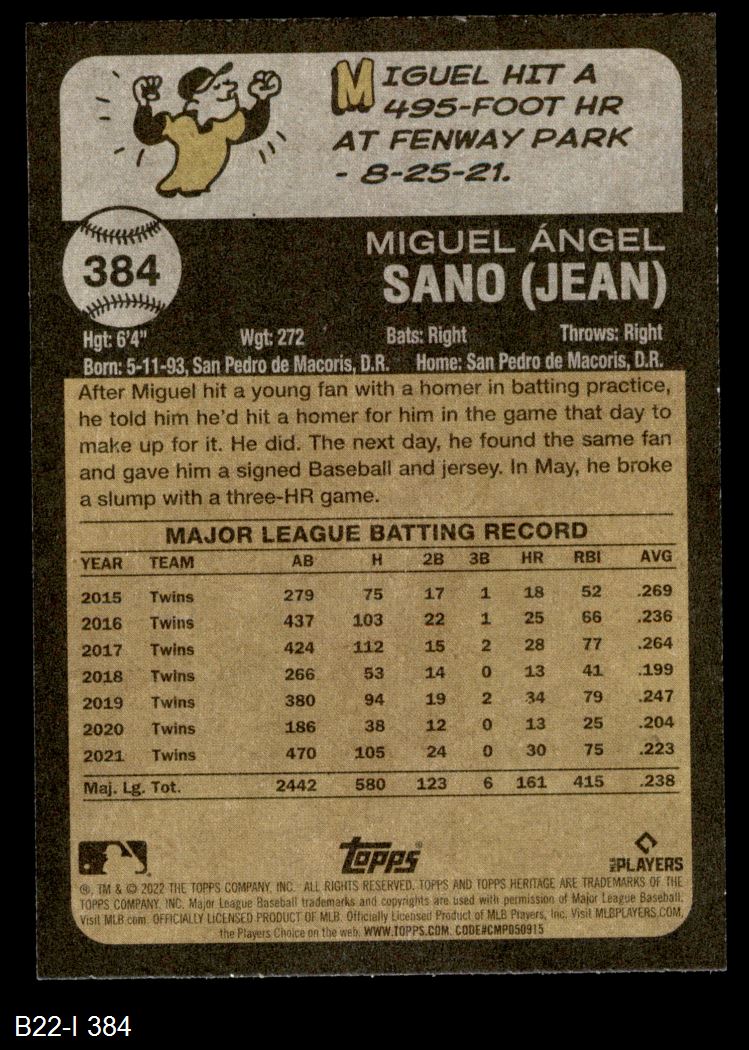 MIGUEL HIT A
495-FOOT HR
AT FENWAY PARK
- 8-25-21.
384
MIGUEL ÁNGEL
SANO (JEAN)
Hgt: 6'4" Wgt: 272 Bats: Right Throws: Right
Born: 5-11-93, San Pedro de Macoris, D.R. Home: San Pedro de Macoris, D.R.
After Miguel hit a young fan with a homer in batting practice,
he told him he'd hit a homer for him in the game that day to
make up for it. He did. The next day, he found the same fan
and gave him a signed Baseball and jersey. In May, he broke
a slump with a three-HR game.
MAJOR LEAGUE BATTING RECORD
YEAR TEAM AB H 2B 3B HR RBI AVG
2015 Twins 279 75 17 1 18 52 .269
2016 Twins 437 103 22 1 25 66 .236
2017 Twins 424 112 15 2 28 77 .264
2018 Twins 266 53 14 0 13 41 .199
2019 Twins 380 94 19 2 34 79 .247
2020 Twins 186 38 12 0 13 25 .204
2021 Twins 470 105 24 0 30 75 .223
Maj. Lg. Tot. 2442 580 123 6 161 415 .238
topps
MLB PLAYERS
®, TM & © 2022 THE TOPPS COMPANY, INC. ALL RIGHTS RESERVED. TOPPS AND TOPPS HERITAGE ARE TRADEMARKS OF THE
TOPPS COMPANY, INC. Major League Baseball trademarks and copyrights are used with permission of Major League Baseball.
Visit MLB.com. OFFICIALLY LICENSED PRODUCT OF MLB. Officially Licensed Product of MLB Players, Inc. Visit MLBPLAYERS.COM,
the Players Choice on the web. WWW.TOPPS.COM. CODE#CMP050915
B22-I 384